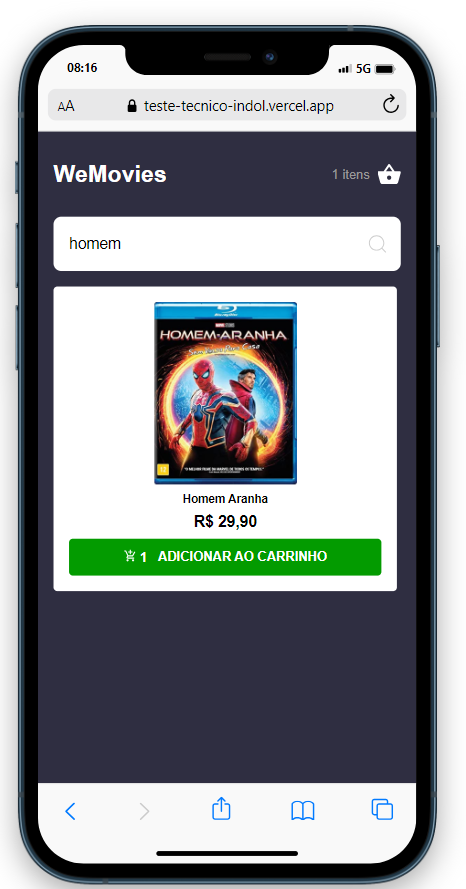 08:16
5G
AA
teste-tecnico-indol.vercel.app
WeMovies
1 itens
homem
HOMEM-ARANHA
Sem Volta Para Casa
12
Homem Aranha
R$ 29,90
1 ADICIONAR AO CARRINHO